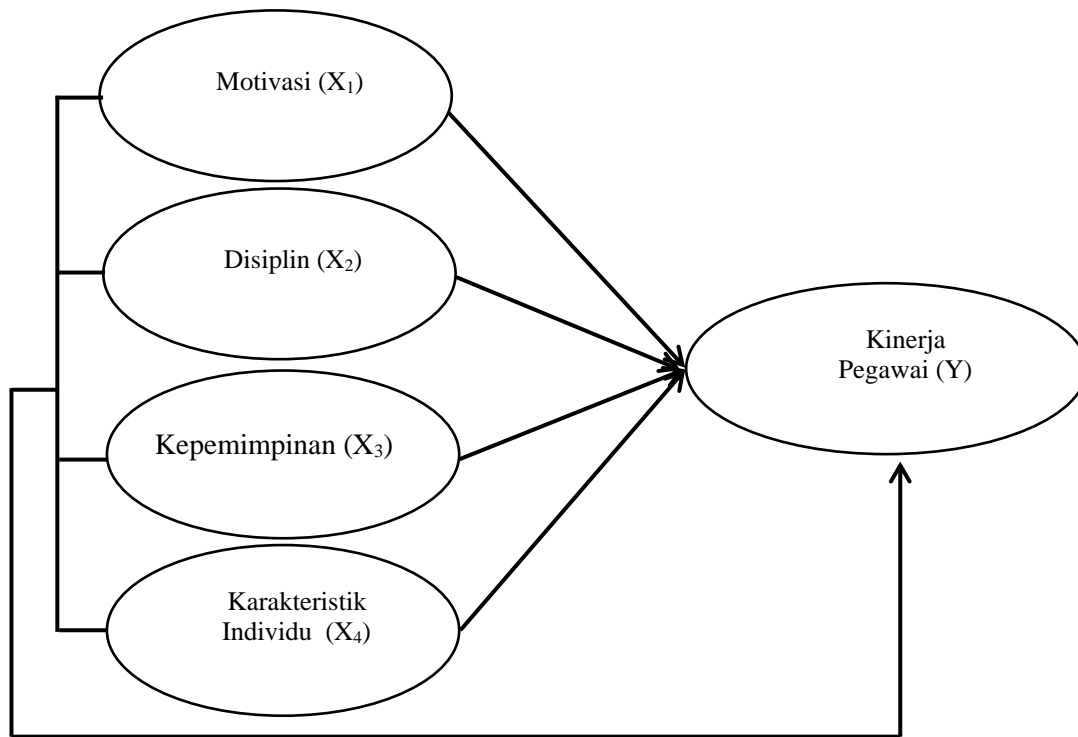 Motivasi (X₁)
Disiplin (X₂)
Kepemimpinan (X₃)
Karakteristik
Individu (X₄)
Kinerja
Pegawai (Y)